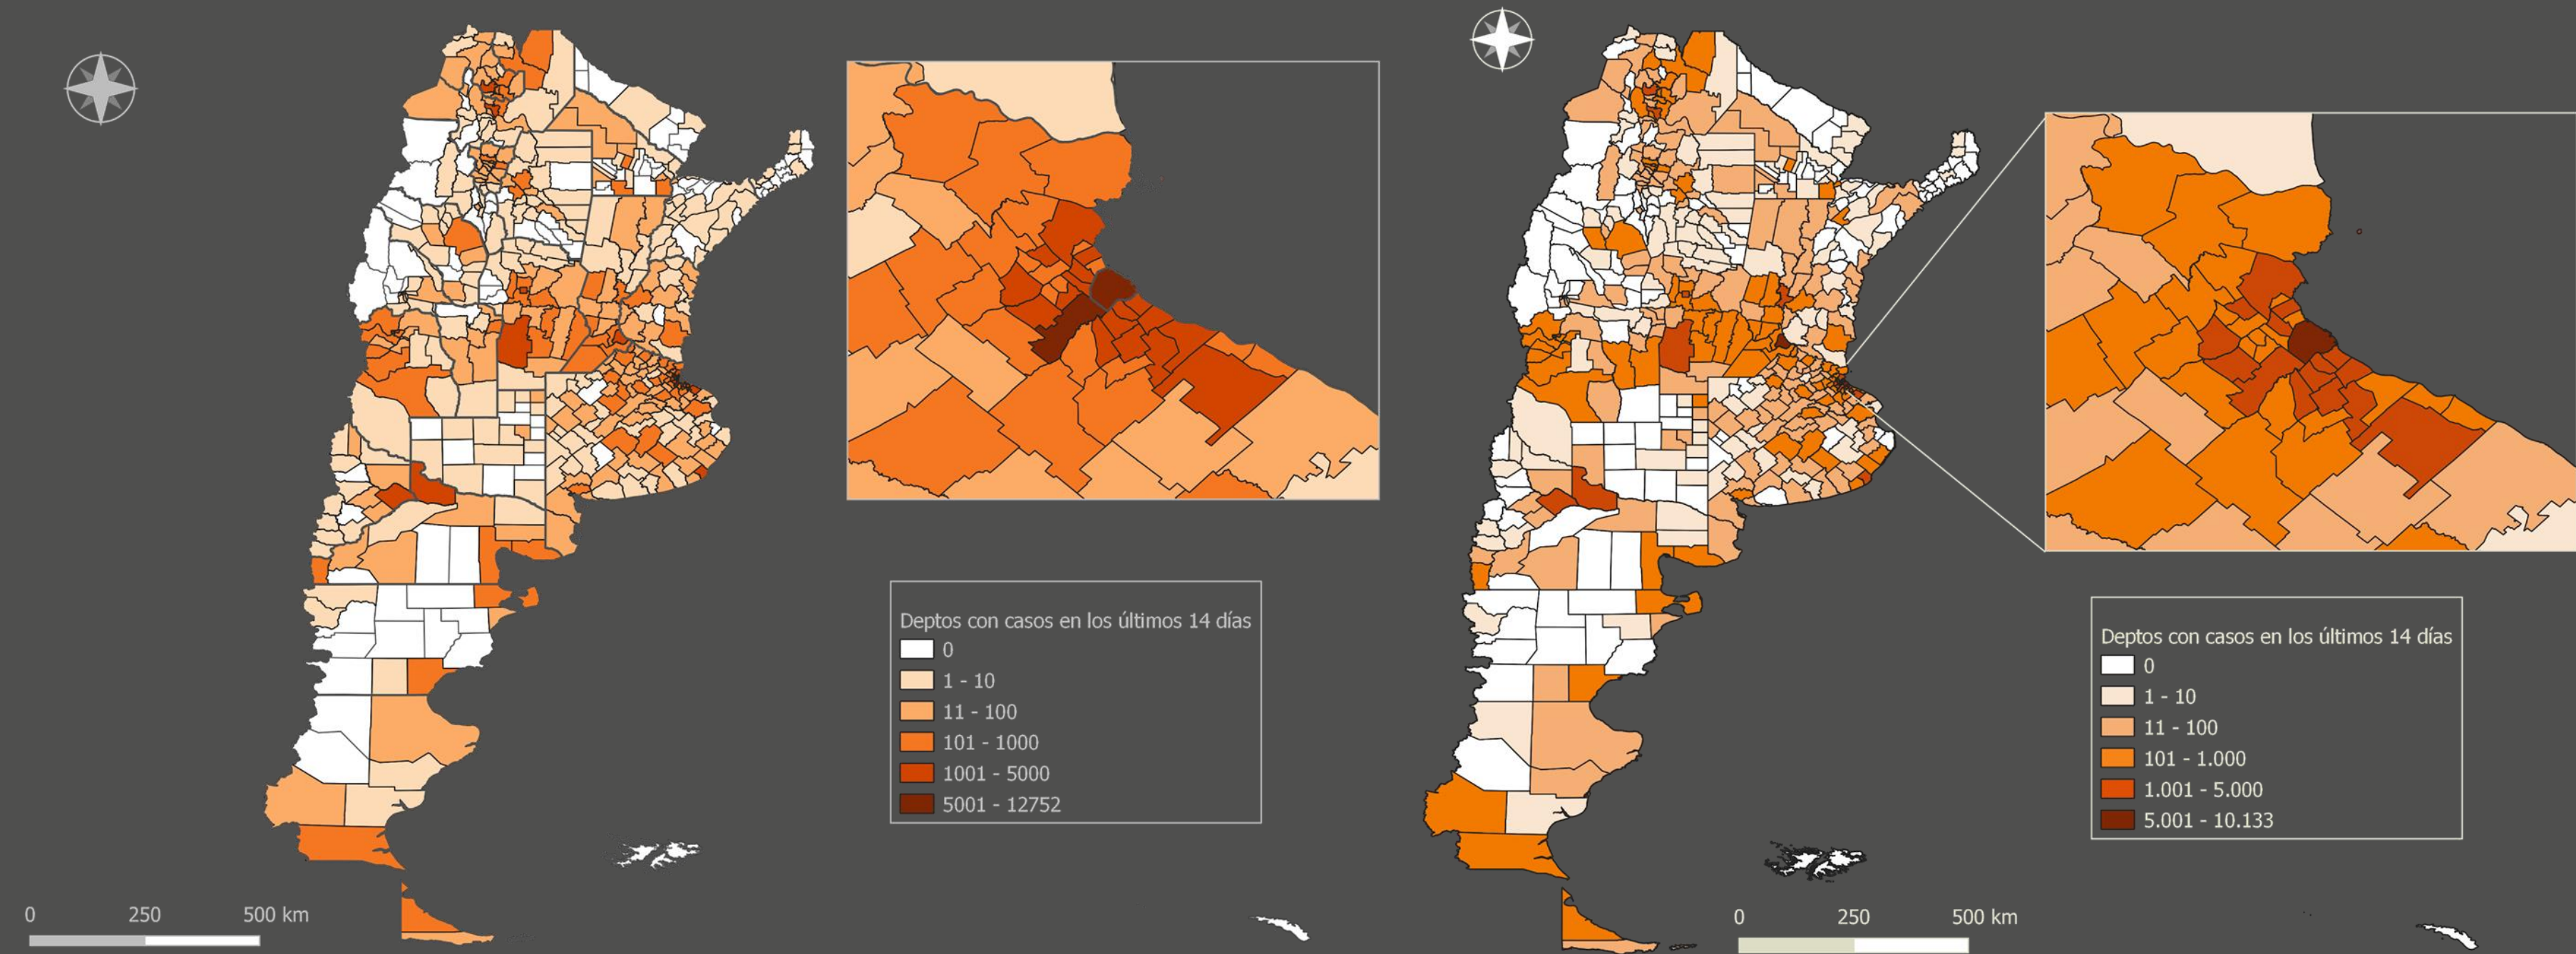 Deptos con casos en los últimos 14 días
0
1 - 10
11 - 100
101 - 1000
1001 - 5000
5001 - 12752
0 250 500 km
Deptos con casos en los últimos 14 días
0
1 - 10
11 - 100
101 - 1.000
1.001 - 5.000
5.001 - 10.133
0 250 500 km